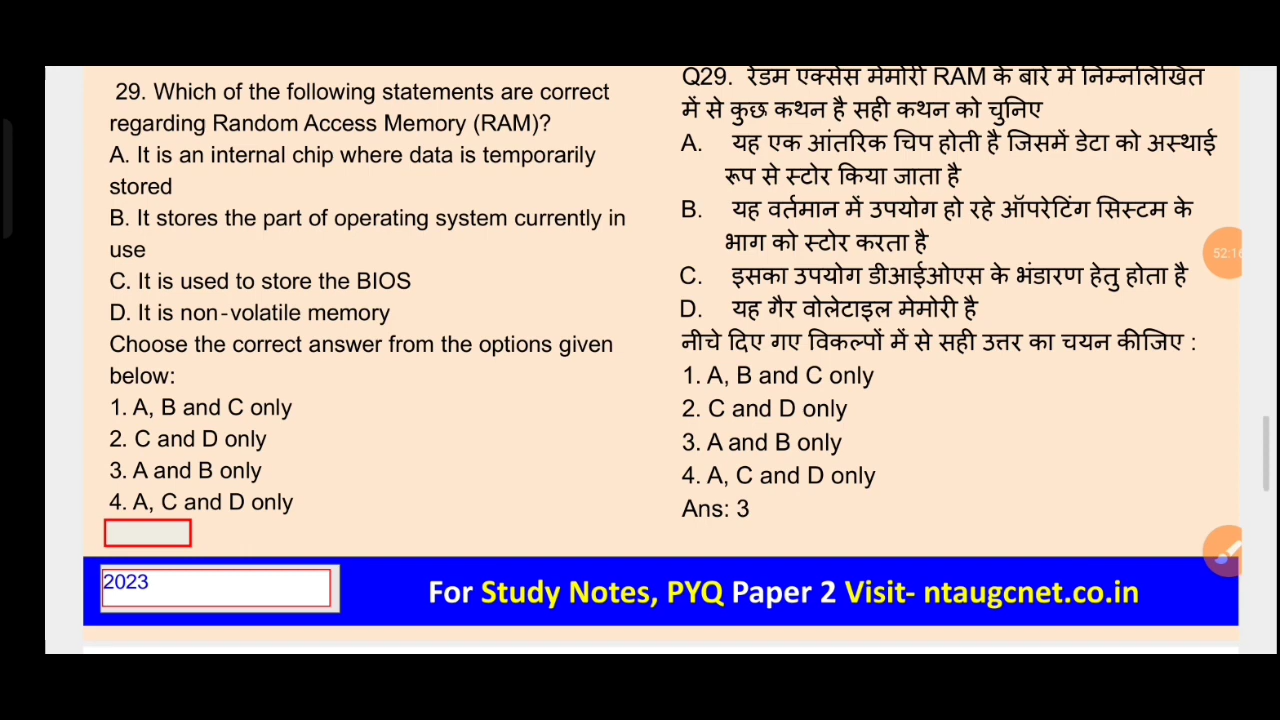 29. Which of the following statements are correct
regarding Random Access Memory (RAM)?
A. It is an internal chip where data is temporarily
stored
B. It stores the part of operating system currently in
use
C. It is used to store the BIOS
D. It is non-volatile memory
Choose the correct answer from the options given
below:
1. A, B and C only
2. C and D only
3. A and B only
4. A, C and D only
Q29. रेंडम एक्सेस मेमोरी RAM के बारे में निम्नलिखित
में से कुछ कथन है सही कथन को चुनिए
A. यह एक आंतरिक चिप होती है जिसमें डेटा को अस्थाई
रूप से स्टोर किया जाता है
B. यह वर्तमान में उपयोग हो रहे ऑपरेटिंग सिस्टम के
भाग को स्टोर करता है
C. इसका उपयोग डीआईओएस के भंडारण हेतु होता है
D. यह गैर वोलेटाइल मेमोरी है
नीचे दिए गए विकल्पों में से सही उत्तर का चयन कीजिए :
1. A, B and C only
2. C and D only
3. A and B only
4. A, C and D only
Ans: 3
52:16
2023
For Study Notes, PYQ Paper 2 Visit- ntaugcnet.co.in